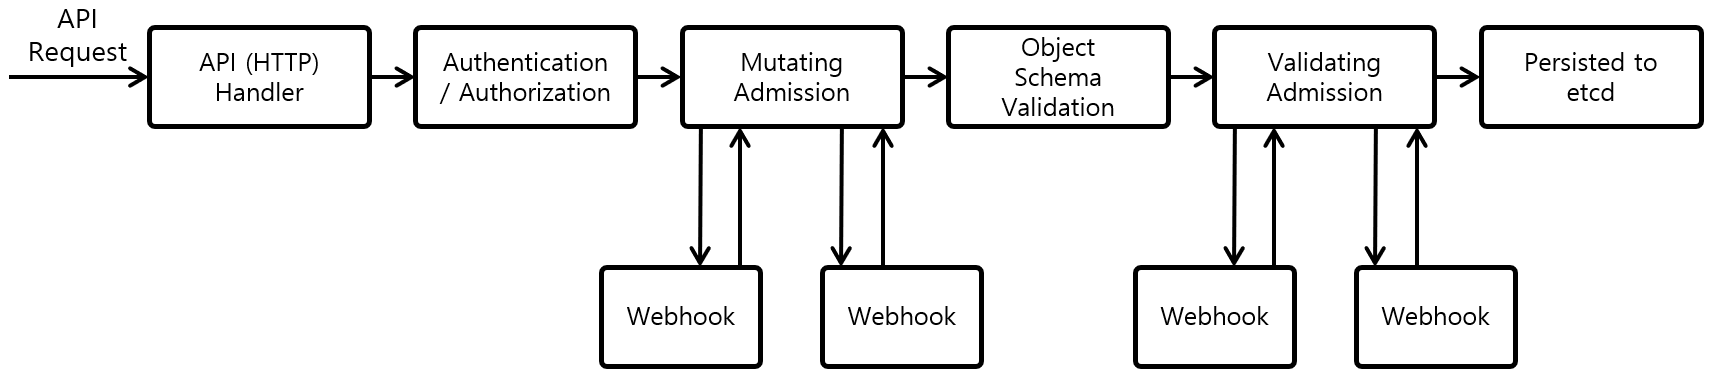 API
Request
API (HTTP)
Handler
Authentication
/ Authorization
Mutating
Admission
Object
Schema
Validation
Validating
Admission
Persisted to
etcd
Webhook
Webhook
Webhook
Webhook